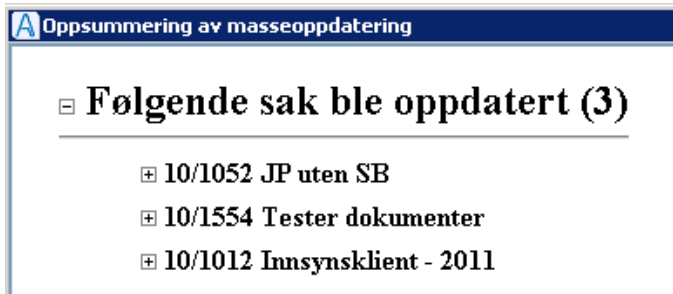 Oppsummering av masseoppdatering
Følgende sak ble oppdatert (3)
10/1052 JP uten SB
10/1554 Tester dokumenter
10/1012 Innsynsklient - 2011